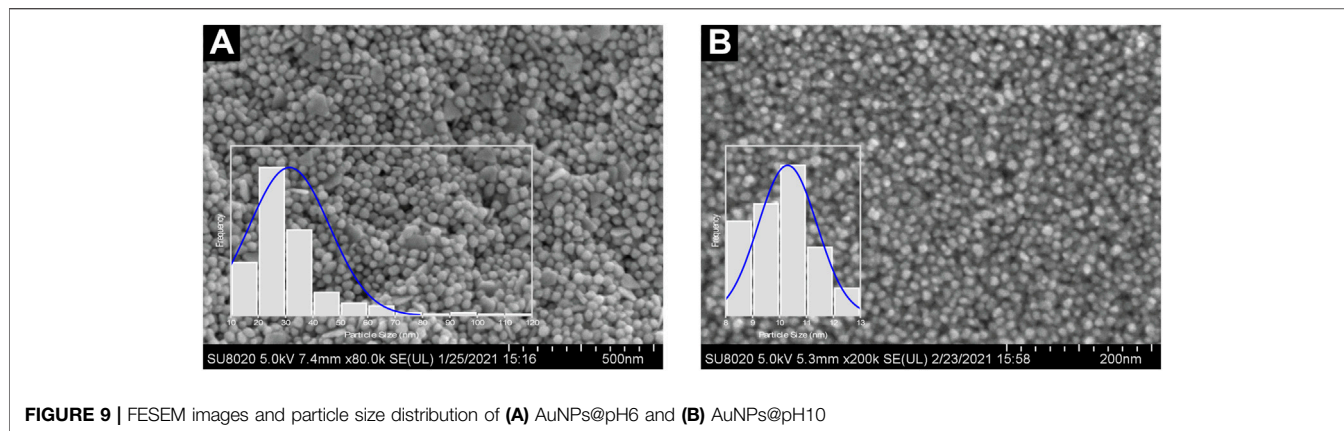 A
Frequency
10 20 30 40 50 60 70 80 90 100 110 120
Particle Size (nm)
SU8020 5.0kV 7.4mm x80.0k SE(UL) 1/25/2021 15:16 500nm
B
Frequency
8 9 10 11 12 13
Particle Size (nm)
SU8020 5.0kV 5.3mm x200k SE(UL) 2/23/2021 15:58 200nm
FIGURE 9 | FESEM images and particle size distribution of (A) AuNPs@pH6 and (B) AuNPs@pH10